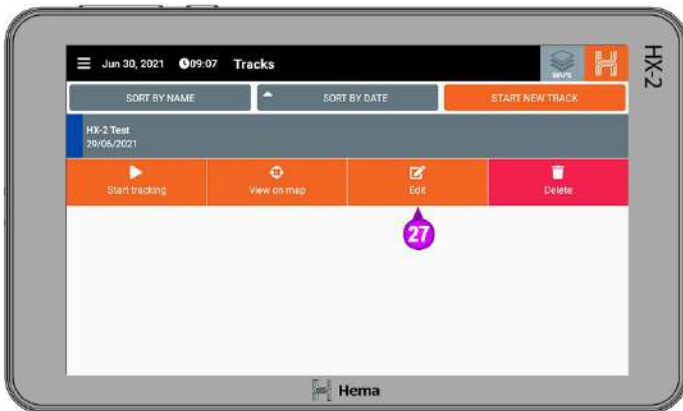 Jun 30, 2021 09:07 Tracks
MAPS
HX-2
SORT BY NAME SORT BY DATE START NEW TRACK
HX-2 Test
29/06/2021
Start tracking View on map Edit Delete
27
Hema